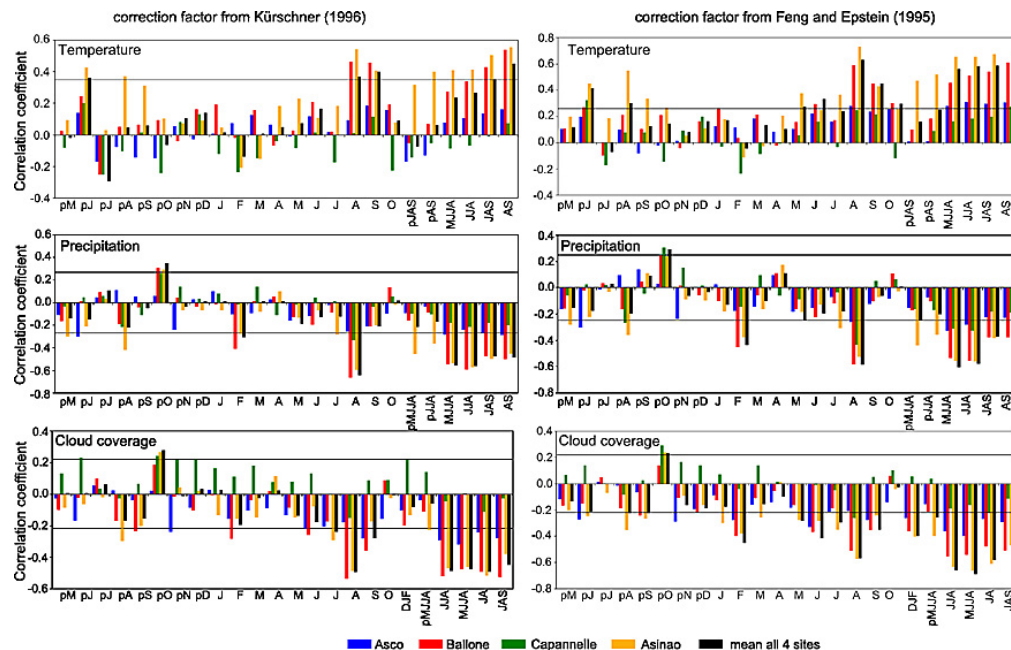 correction factor from Kürschner (1996)
correction factor from Feng and Epstein (1995)
Temperature
Correlation coefficient
0.6
0.4
0.2
0.0
-0.2
-0.4
pM pJ pJ pA pS pO pN pD J F M A M J J A S O pJAS pAS MJJA JJA JAS AS
Temperature
0.8
0.6
0.4
0.2
0.0
-0.2
-0.4
pM pJ pJ pA pS pO pN pD J F M A M J J A S O pJAS pAS MJJA JJA JAS AS
Precipitation
Correlation coefficient
0.6
0.4
0.2
0.0
-0.2
-0.4
-0.6
-0.8
pM pJ pJ pA pS pO pN pD J F M A M J J A S O pMJJA pJJA MJJA JJA JAS AS
Precipitation
0.4
0.2
0.0
-0.2
-0.4
-0.6
-0.8
pM pJ pJ pA pS pO pN pD J F M A M J J A S O pMJJA pJJA MJJA JJA JAS AS
Cloud coverage
Correlation coefficient
0.4
0.2
0.0
-0.2
-0.4
-0.6
pM pJ pJ pA pS pO pN pD J F M A M J J A S O DJF pMJJA JJA MJJA JA JAS
Cloud coverage
0.4
0.2
0.0
-0.2
-0.4
-0.6
-0.8
pM pJ pJ pA pS pO pN pD J F M A M J J A S O DJF pMJJA JJA MJJA JA JAS
Asco Ballone Capannelle Asinao mean all 4 sites